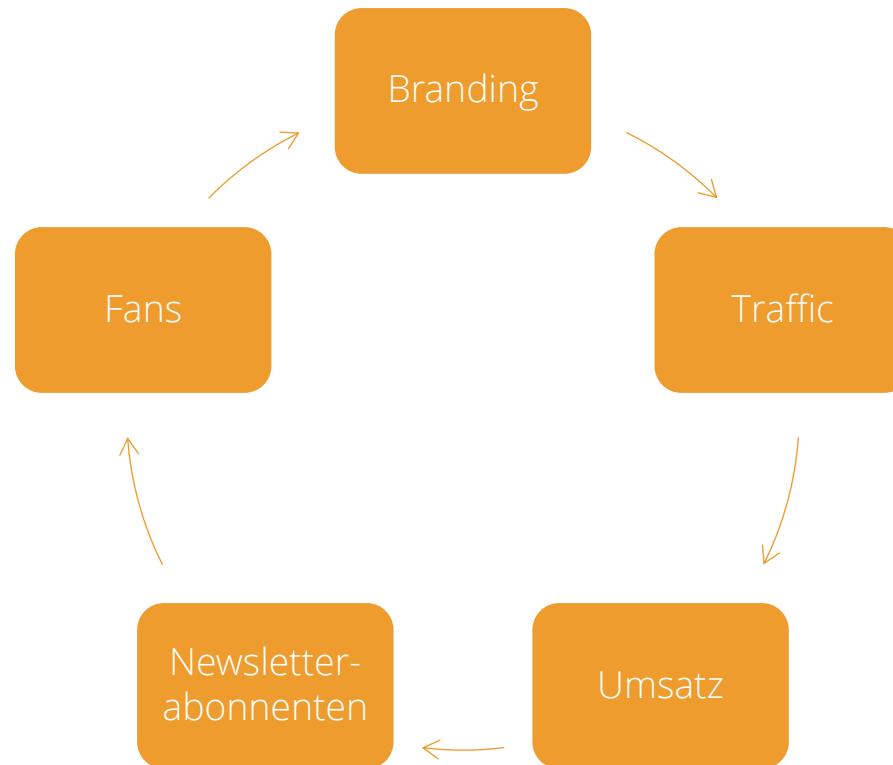 Branding
Traffic
Umsatz
Newsletter-
abonnenten
Fans